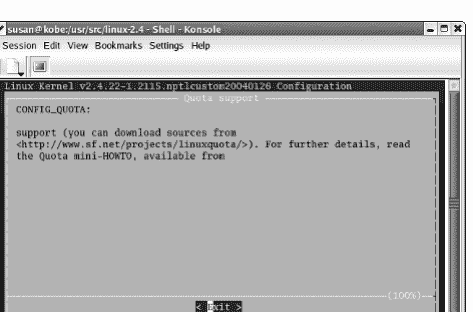 susan@kobe:/usr/src/linux-2.4 - Shell - Konsole
Session Edit View Bookmarks Settings Help
Linux Kernel v2.4.22-1.2115.nptlcustom20040126 Configuration
Quota support
CONFIG_QUOTA:
support (you can download sources from
<http://www.sf.net/projects/linuxquota/>). For further details, read
the Quota mini-HOWTO, available from
(100%)
< Exit >